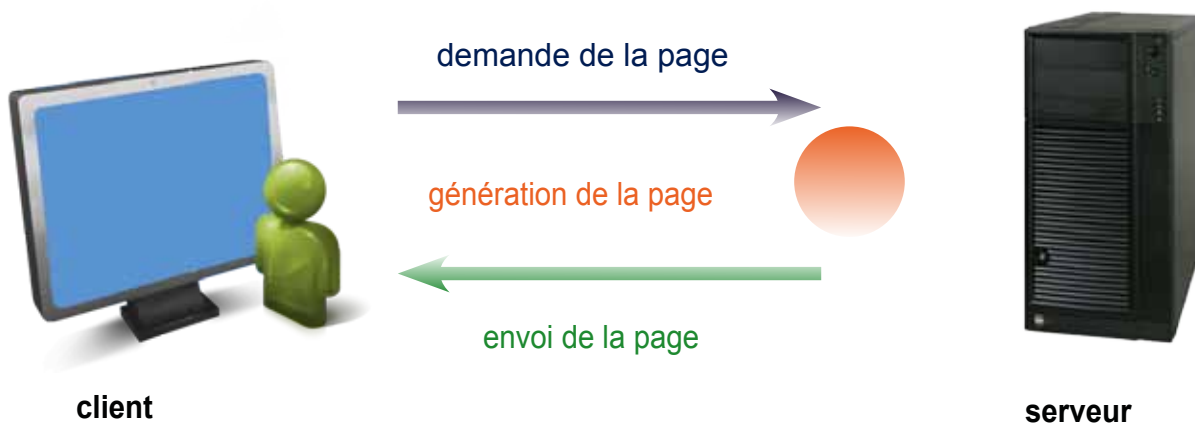 demande de la page
génération de la page
envoi de la page
client
serveur